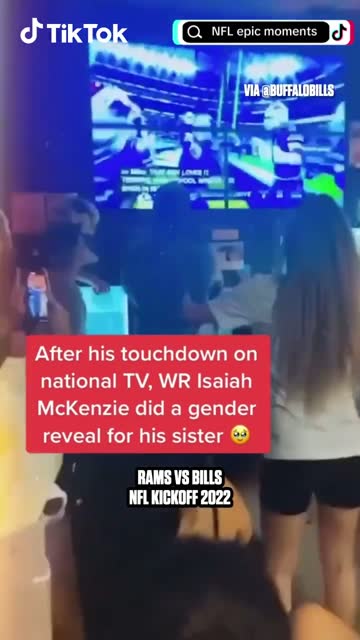 TikTok
NFL epic moments
VIA @BUFFALOBILLS
After his touchdown on
national TV, WR Isaiah
McKenzie did a gender
reveal for his sister 🥹
RAMS VS BILLS
NFL KICKOFF 2022